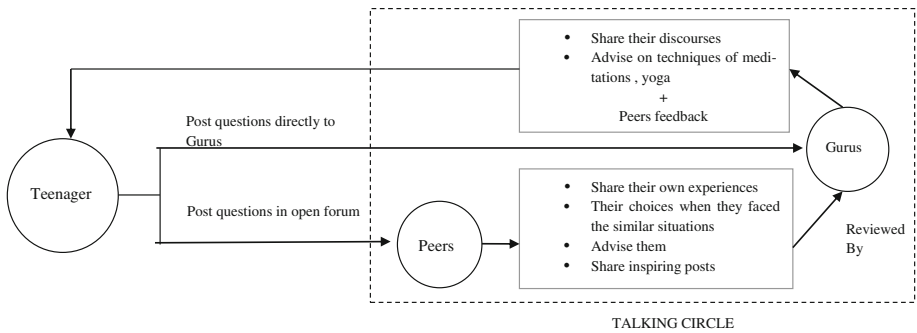 • Share their discourses
• Advise on techniques of medi-
tations , yoga
+
Peers feedback
Post questions directly to
Gurus
Gurus
Teenager
Post questions in open forum
Peers
• Share their own experiences
• Their choices when they faced
the similar situations
• Advise them
• Share inspiring posts
Reviewed
By
TALKING CIRCLE